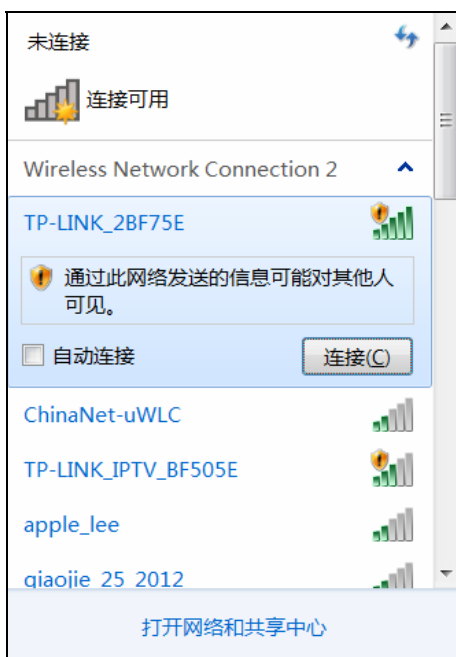 未连接
连接可用
Wireless Network Connection 2
TP-LINK_2BF75E
通过此网络发送的信息可能对其他人
可见。
自动连接
连接(C)
ChinaNet-uWLC
TP-LINK_IPTV_BF505E
apple_lee
qiaojie_25_2012
打开网络和共享中心